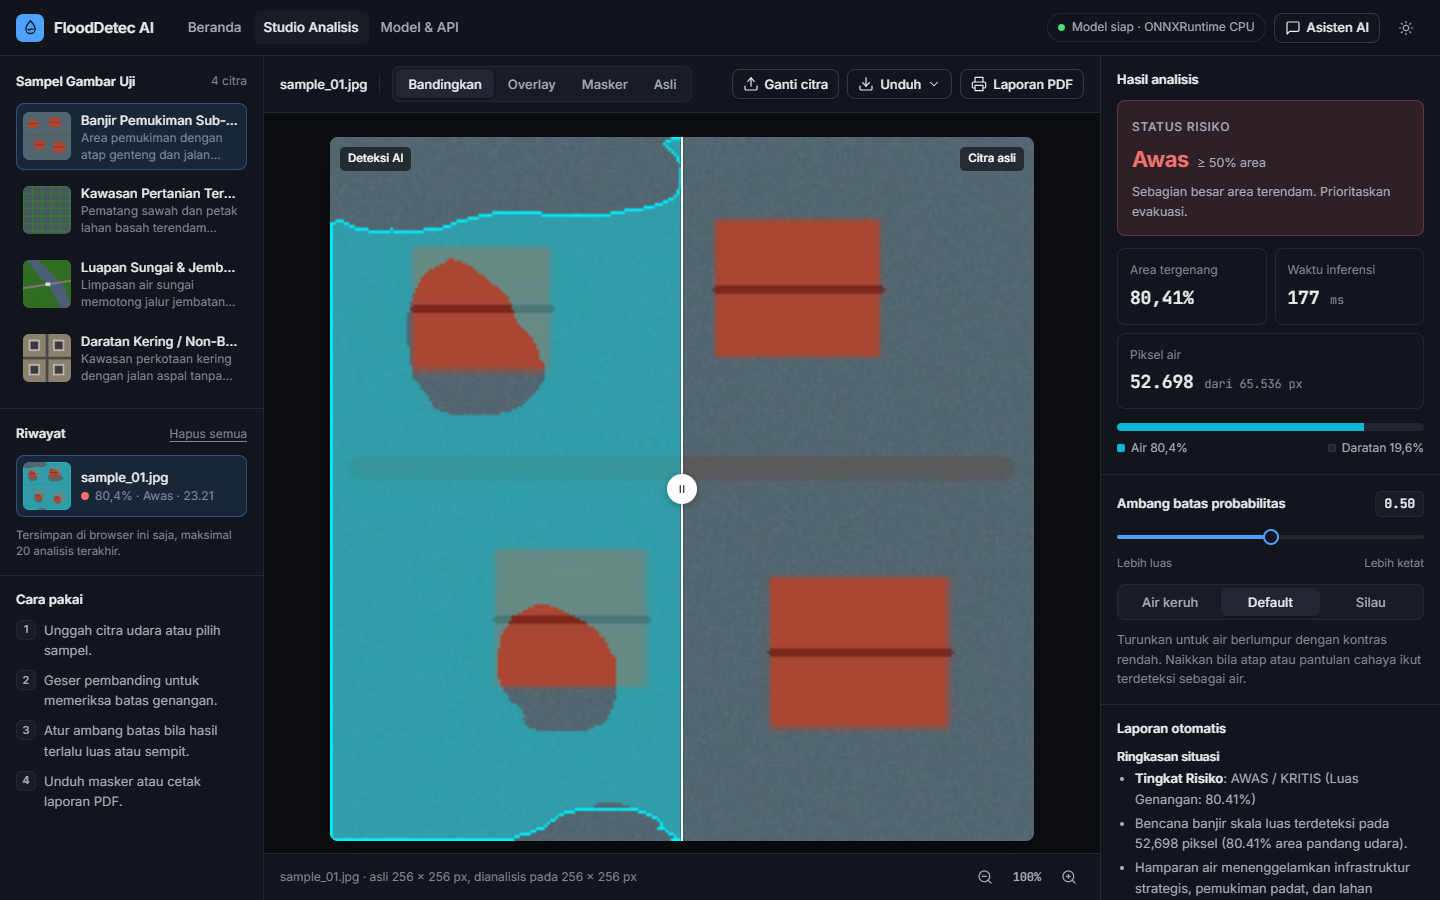 FloodDetec AI
Beranda
Studio Analisis
Model & API
Model siap · ONNXRuntime CPU
Asisten AI
Sampel Gambar Uji
4 citra
Banjir Pemukiman Sub-...
Area pemukiman dengan
atap genteng dan jalan...
Kawasan Pertanian Ter...
Pematang sawah dan petak
lahan basah terendam...
Luapan Sungai & Jemb...
Limpasan air sungai
memotong jalur jembatan...
Daratan Kering / Non-B...
Kawasan perkotaan kering
dengan jalan aspal tanpa...
Riwayat
Hapus semua
sample_01.jpg
80,4% · Awas · 23.21
Tersimpan di browser ini saja, maksimal
20 analisis terakhir.
Cara pakai
1 Unggah citra udara atau pilih
sampel.
2 Geser pembanding untuk
memeriksa batas genangan.
3 Atur ambang batas bila hasil
terlalu luas atau sempit.
4 Unduh masker atau cetak
laporan PDF.
sample_01.jpg
Bandingkan
Overlay
Masker
Asli
Ganti citra
Unduh
Laporan PDF
Deteksi AI
Citra asli
sample_01.jpg · asli 256 × 256 px, dianalisis pada 256 × 256 px
100%
Hasil analisis
STATUS RISIKO
Awas ≥ 50% area
Sebagian besar area terendam. Prioritaskan
evakuasi.
Area tergenang
80,41%
Waktu inferensi
177 ms
Piksel air
52.698 dari 65.536 px
Air 80,4%
Daratan 19,6%
Ambang batas probabilitas
0.50
Lebih luas
Lebih ketat
Air keruh
Default
Silau
Turunkan untuk air berlumpur dengan kontras
rendah. Naikkan bila atap atau pantulan cahaya ikut
terdeteksi sebagai air.
Laporan otomatis
Ringkasan situasi
• Tingkat Risiko: AWAS / KRITIS (Luas
Genangan: 80.41%)
• Bencana banjir skala luas terdeteksi pada
52,698 piksel (80.41% area pandang udara).
• Hamparan air menenggelamkan infrastruktur
strategis, pemukiman padat, dan lahan